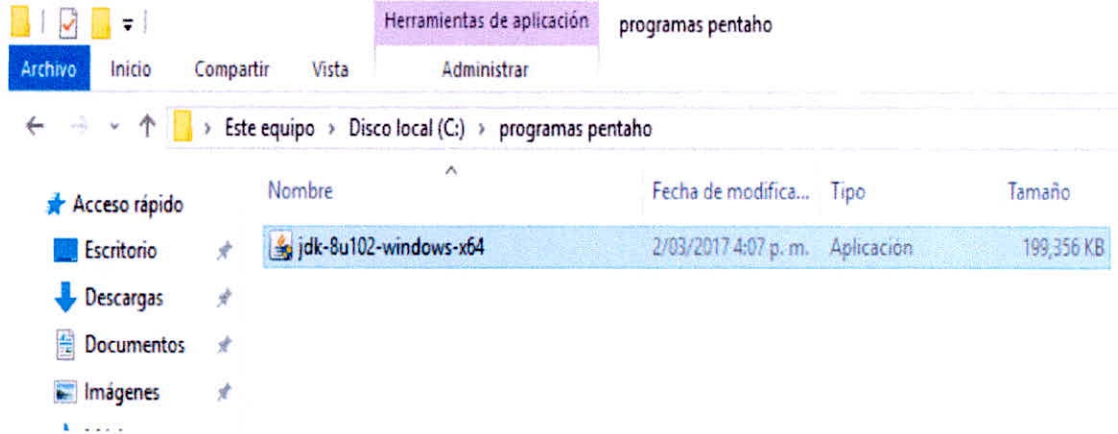 Herramientas de aplicación programas pentaho
Archivo Inicio Compartir Vista Administrar
Este equipo > Disco local (C:) > programas pentaho
Nombre Fecha de modifica... Tipo Tamaño
Acceso rápido
jdk-8u102-windows-x64 2/03/2017 4:07 p. m. Aplicación 199,356 KB
Escritorio
Descargas
Documentos
Imágenes